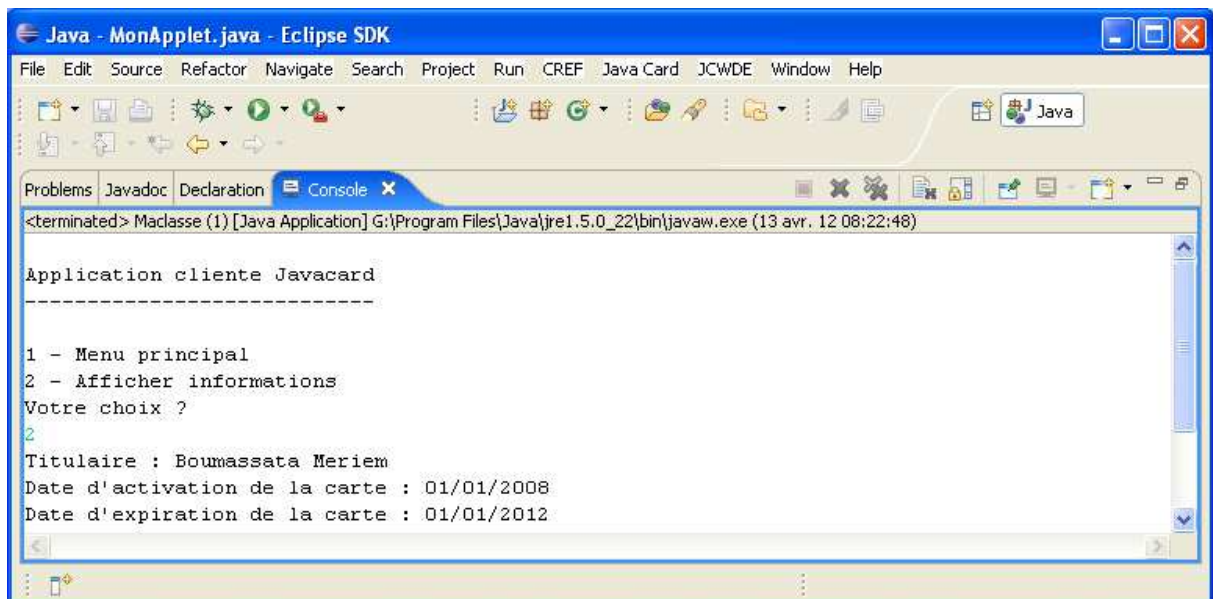 Java - MonApplet.java - Eclipse SDK
File Edit Source Refactor Navigate Search Project Run CREF Java Card JCWDE Window Help
Java
Problems Javadoc Declaration Console
<terminated> Maclasse (1) [Java Application] G:\Program Files\Java\jre1.5.0_22\bin\javaw.exe (13 avr. 12 08:22:48)
Application cliente Javacard
----------------------------
1 - Menu principal
2 - Afficher informations
Votre choix ?
2
Titulaire : Boumassata Meriem
Date d'activation de la carte : 01/01/2008
Date d'expiration de la carte : 01/01/2012